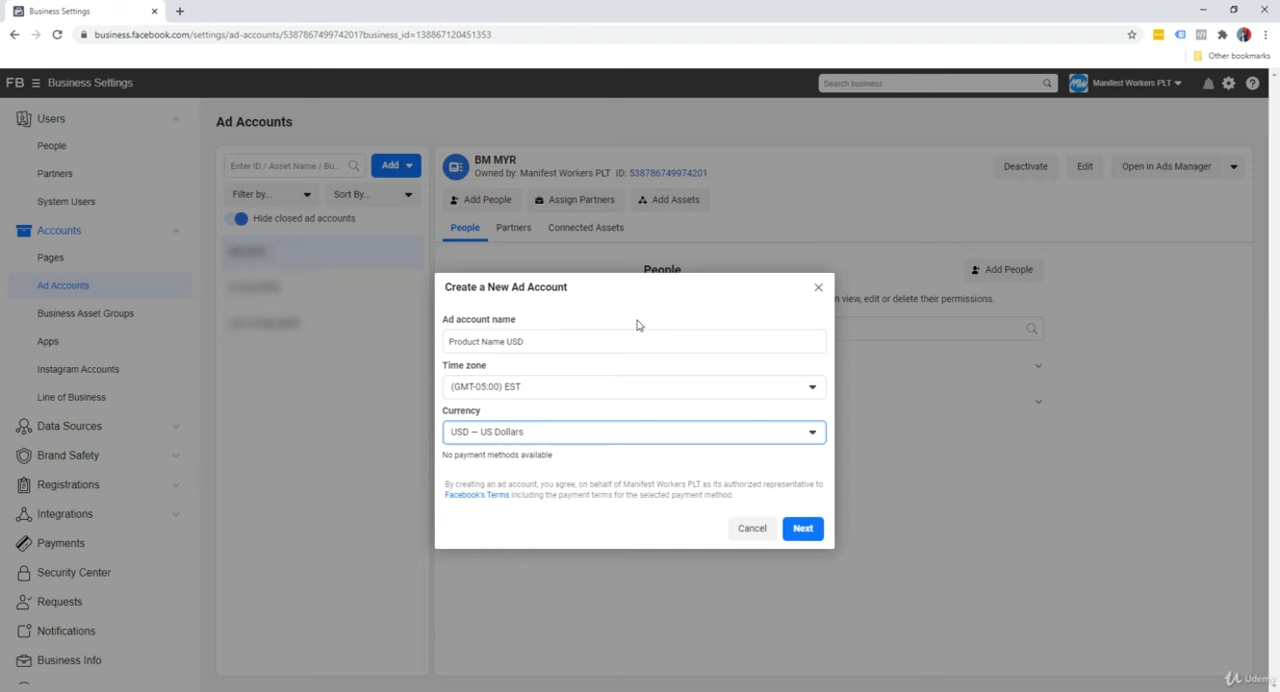 Business Settings
business.facebook.com/settings/ad-accounts/538786749974201?business_id=138867120451353
Other bookmarks
FB Business Settings
Search business
Manifest Workers PLT
Users
People
Partners
System Users
Accounts
Pages
Ad Accounts
Business Asset Groups
Apps
Instagram Accounts
Line of Business
Data Sources
Brand Safety
Registrations
Integrations
Payments
Security Center
Requests
Notifications
Business Info
Ad Accounts
Enter ID / Asset Name / Bu...
Add
Filter by...
Sort By...
Hide closed ad accounts
BM MYR
Owned by: Manifest Workers PLT ID: 538786749974201
Deactivate
Edit
Open in Ads Manager
Add People
Assign Partners
Add Assets
People
Partners
Connected Assets
People
Add People
view, edit or delete their permissions.
Create a New Ad Account
Ad account name
Product Name USD
Time zone
(GMT-05:00) EST
Currency
USD — US Dollars
No payment methods available
By creating an ad account, you agree, on behalf of Manifest Workers PLT as its authorized representative to
Facebook's Terms including the payment terms for the selected payment method.
Cancel
Next
Udemy